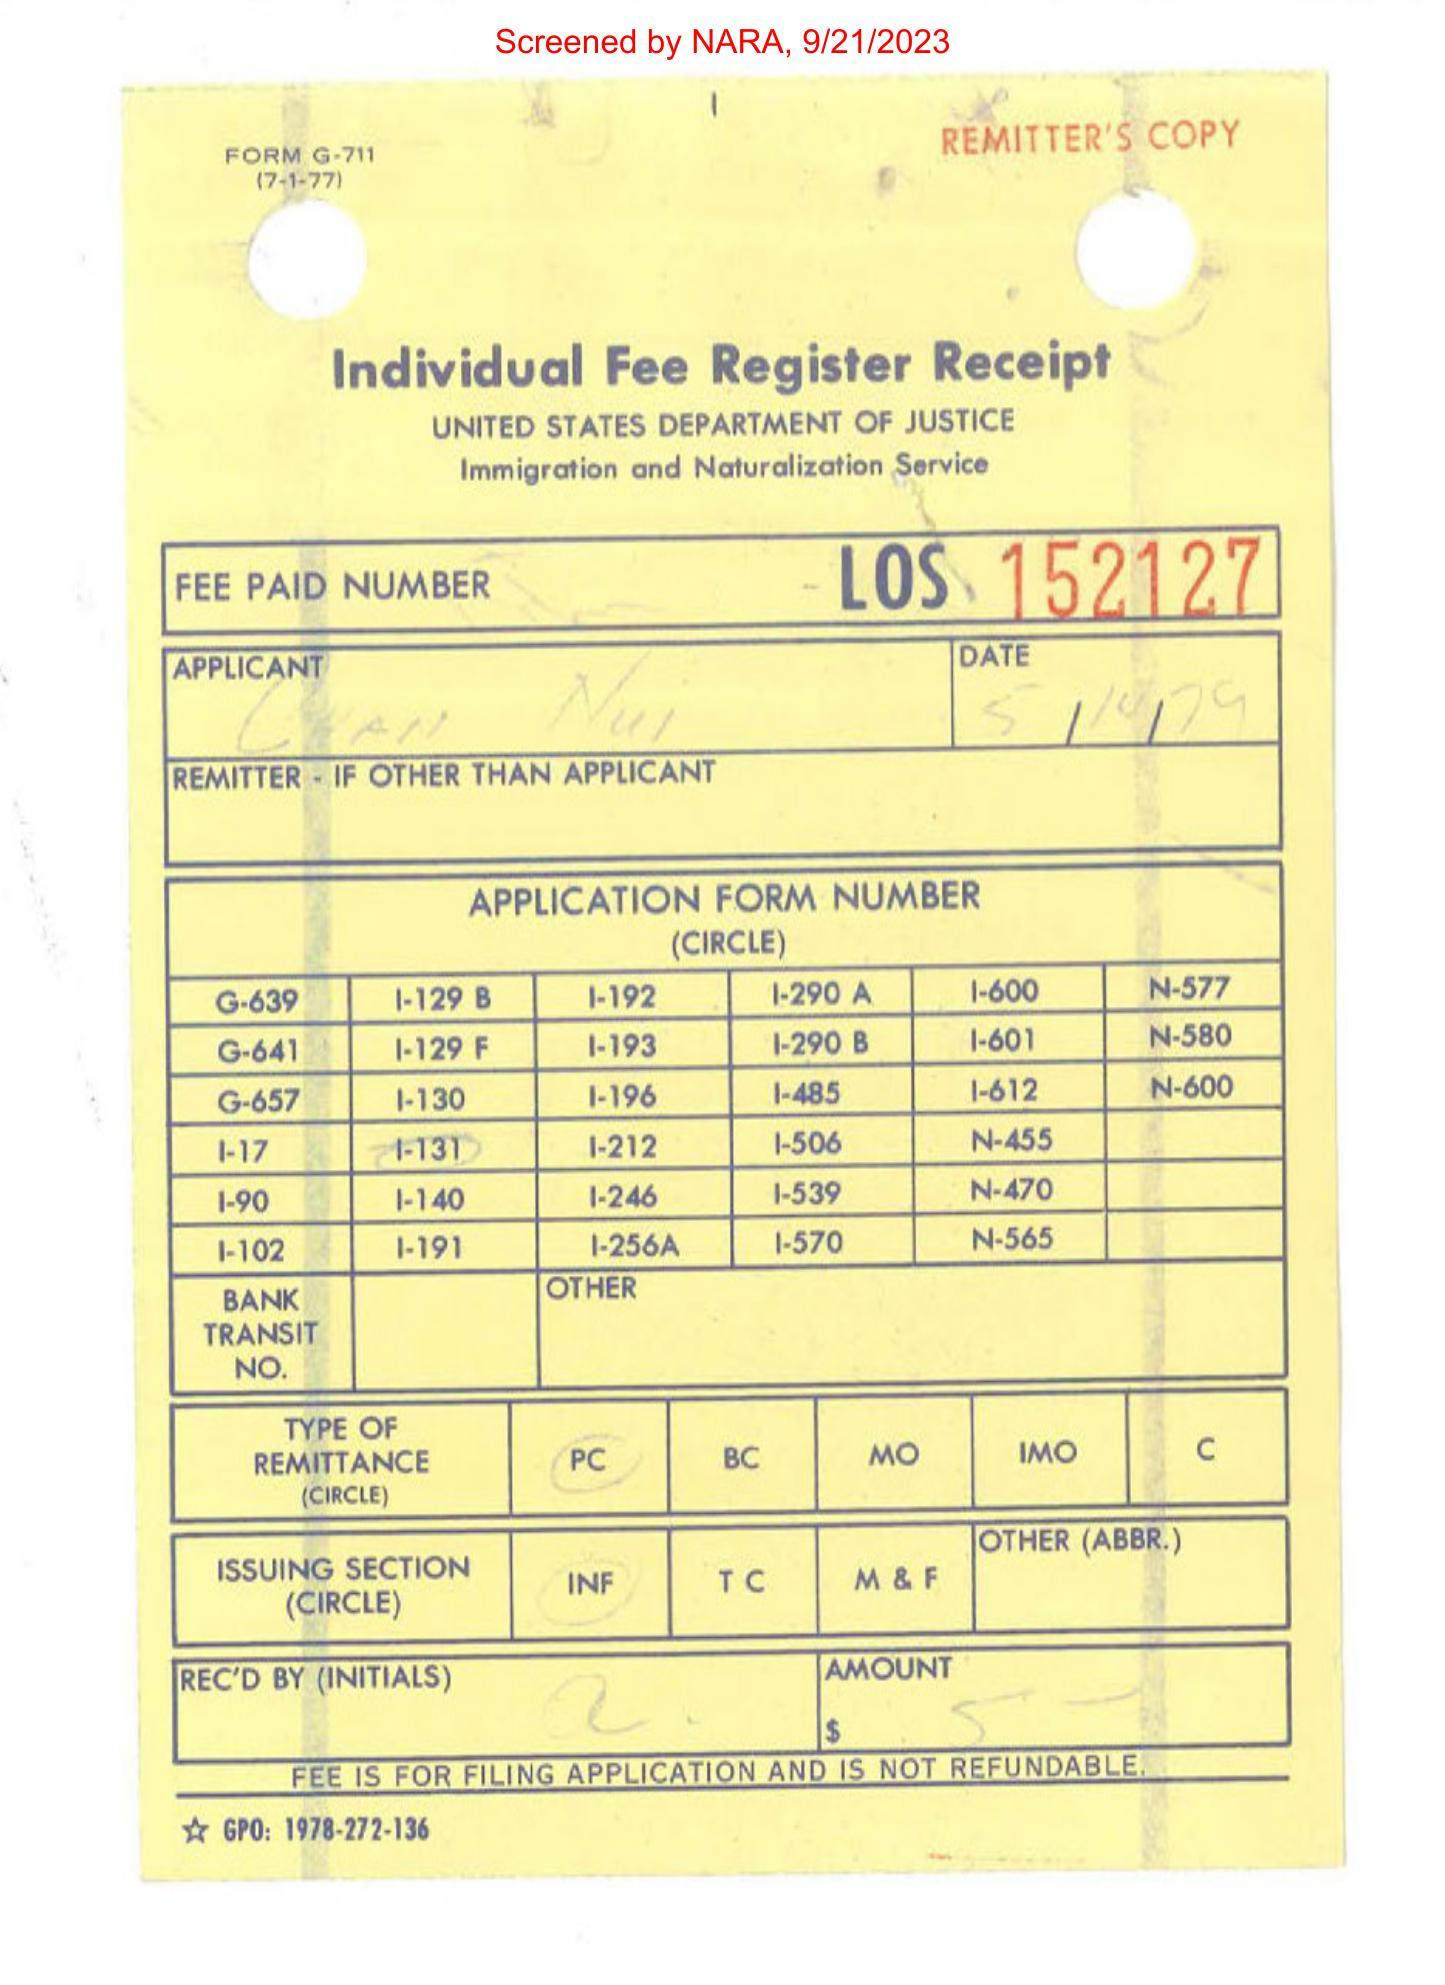 Screened by NARA, 9/21/2023
REMITTER'S COPY
FORM G-711
(7-1-77)
Individual Fee Register Receipt
UNITED STATES DEPARTMENT OF JUSTICE
Immigration and Naturalization Service
FEE PAID NUMBER LOS 152127
APPLICANT DATE
Nui 5/14/79
REMITTER - IF OTHER THAN APPLICANT
APPLICATION FORM NUMBER
(CIRCLE)
G-639 I-129 B I-192 I-290 A I-600 N-577
G-641 I-129 F I-193 I-290 B I-601 N-580
G-657 I-130 I-196 I-485 I-612 N-600
I-17 I-131 I-212 I-506 N-455
I-90 I-140 I-246 I-539 N-470
I-102 I-191 I-256A I-570 N-565
BANK TRANSIT NO. OTHER
TYPE OF REMITTANCE (CIRCLE) PC BC MO IMO C
ISSUING SECTION (CIRCLE) INF T C M & F OTHER (ABBR.)
REC'D BY (INITIALS) AMOUNT
$ 5 —
FEE IS FOR FILING APPLICATION AND IS NOT REFUNDABLE.
☆ GPO: 1978-272-136